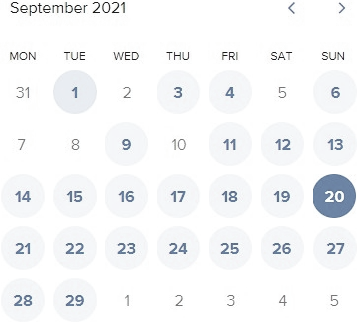 September 2021
MON TUE WED THU FRI SAT SUN
31 1 2 3 4 5 6
7 8 9 10 11 12 13
14 15 16 17 18 19 20
21 22 23 24 25 26 27
28 29 1 2 3 4 5